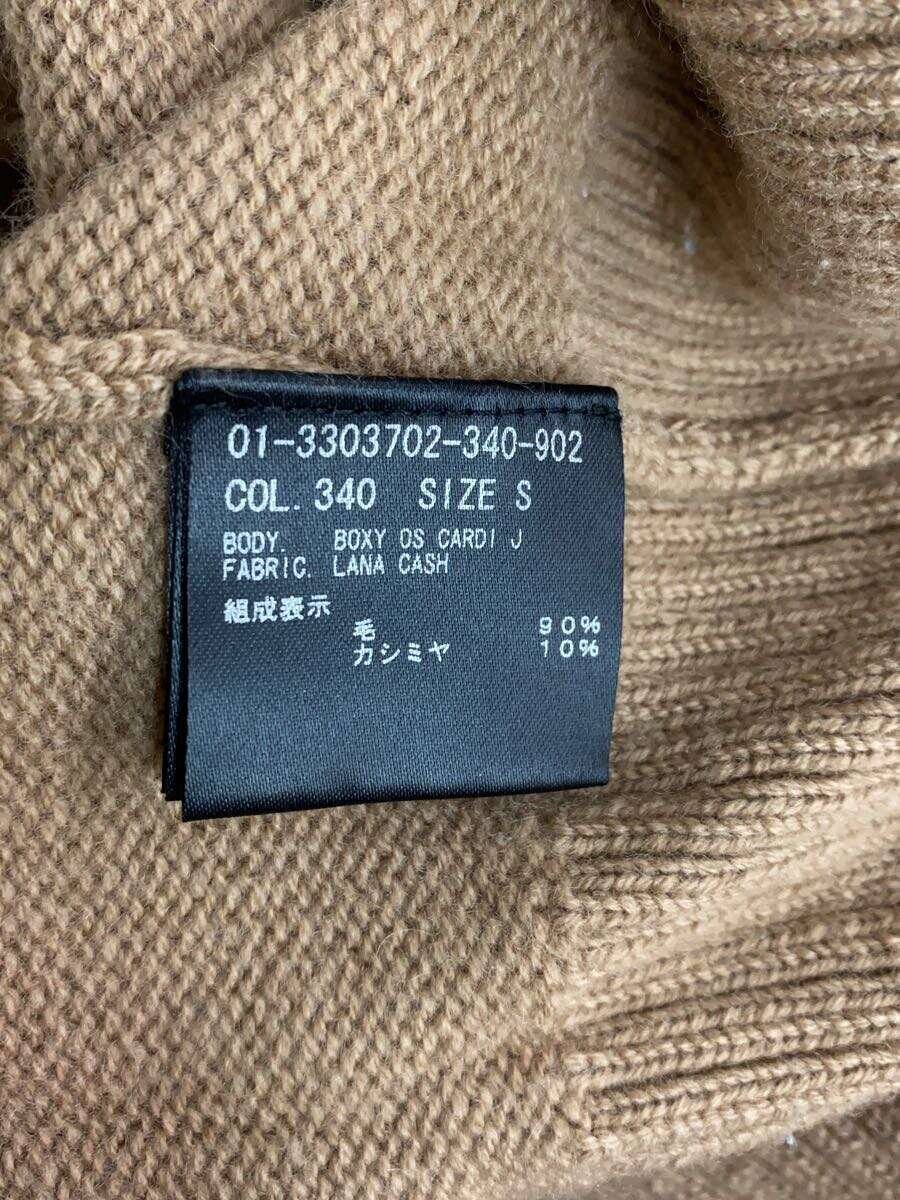 01-3303702-340-902
COL. 340 SIZE S
BODY. BOXY DS CARDI J
FABRIC. LANA CASH
組成表示
毛 90%
カシミヤ 10%